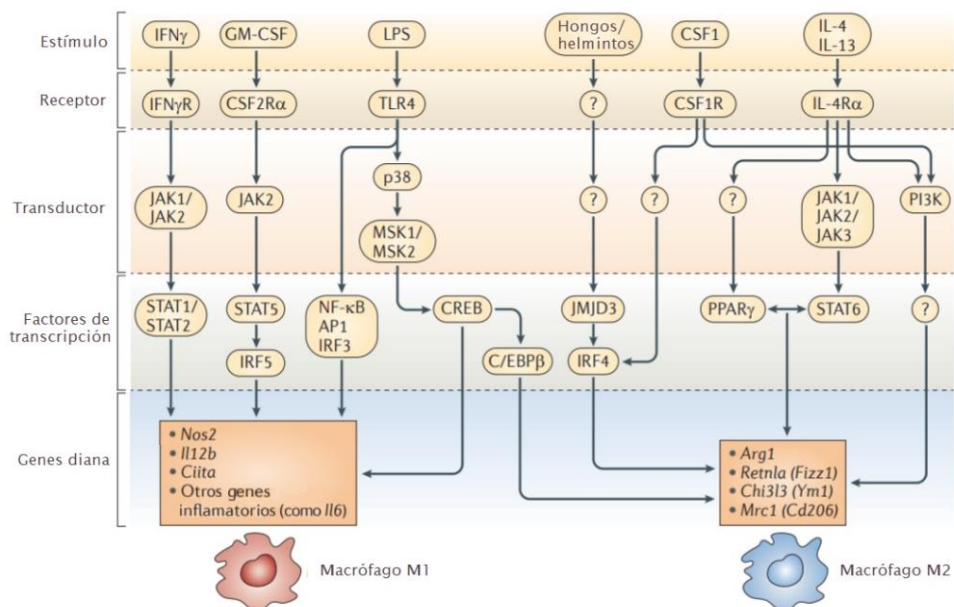 Estímulo
IFNγ
GM-CSF
LPS
Hongos/
helmintos
CSF1
IL-4
IL-13
Receptor
IFNγR
CSF2Rα
TLR4
?
CSF1R
IL-4Rα
Transductor
JAK1/
JAK2
JAK2
p38
MSK1/
MSK2
?
?
?
JAK1/
JAK2/
JAK3
PI3K
Factores de
transcripción
STAT1/
STAT2
STAT5
IRF5
NF-κB
AP1
IRF3
CREB
C/EBPβ
JMJD3
IRF4
PPARγ
STAT6
?
Genes diana
• Nos2
• Il12b
• Ciita
• Otros genes
inflamatorios (como Il6)
• Arg1
• Retnla (Fizz1)
• Chi3l3 (Ym1)
• Mrc1 (Cd206)
Macrófago M1
Macrófago M2